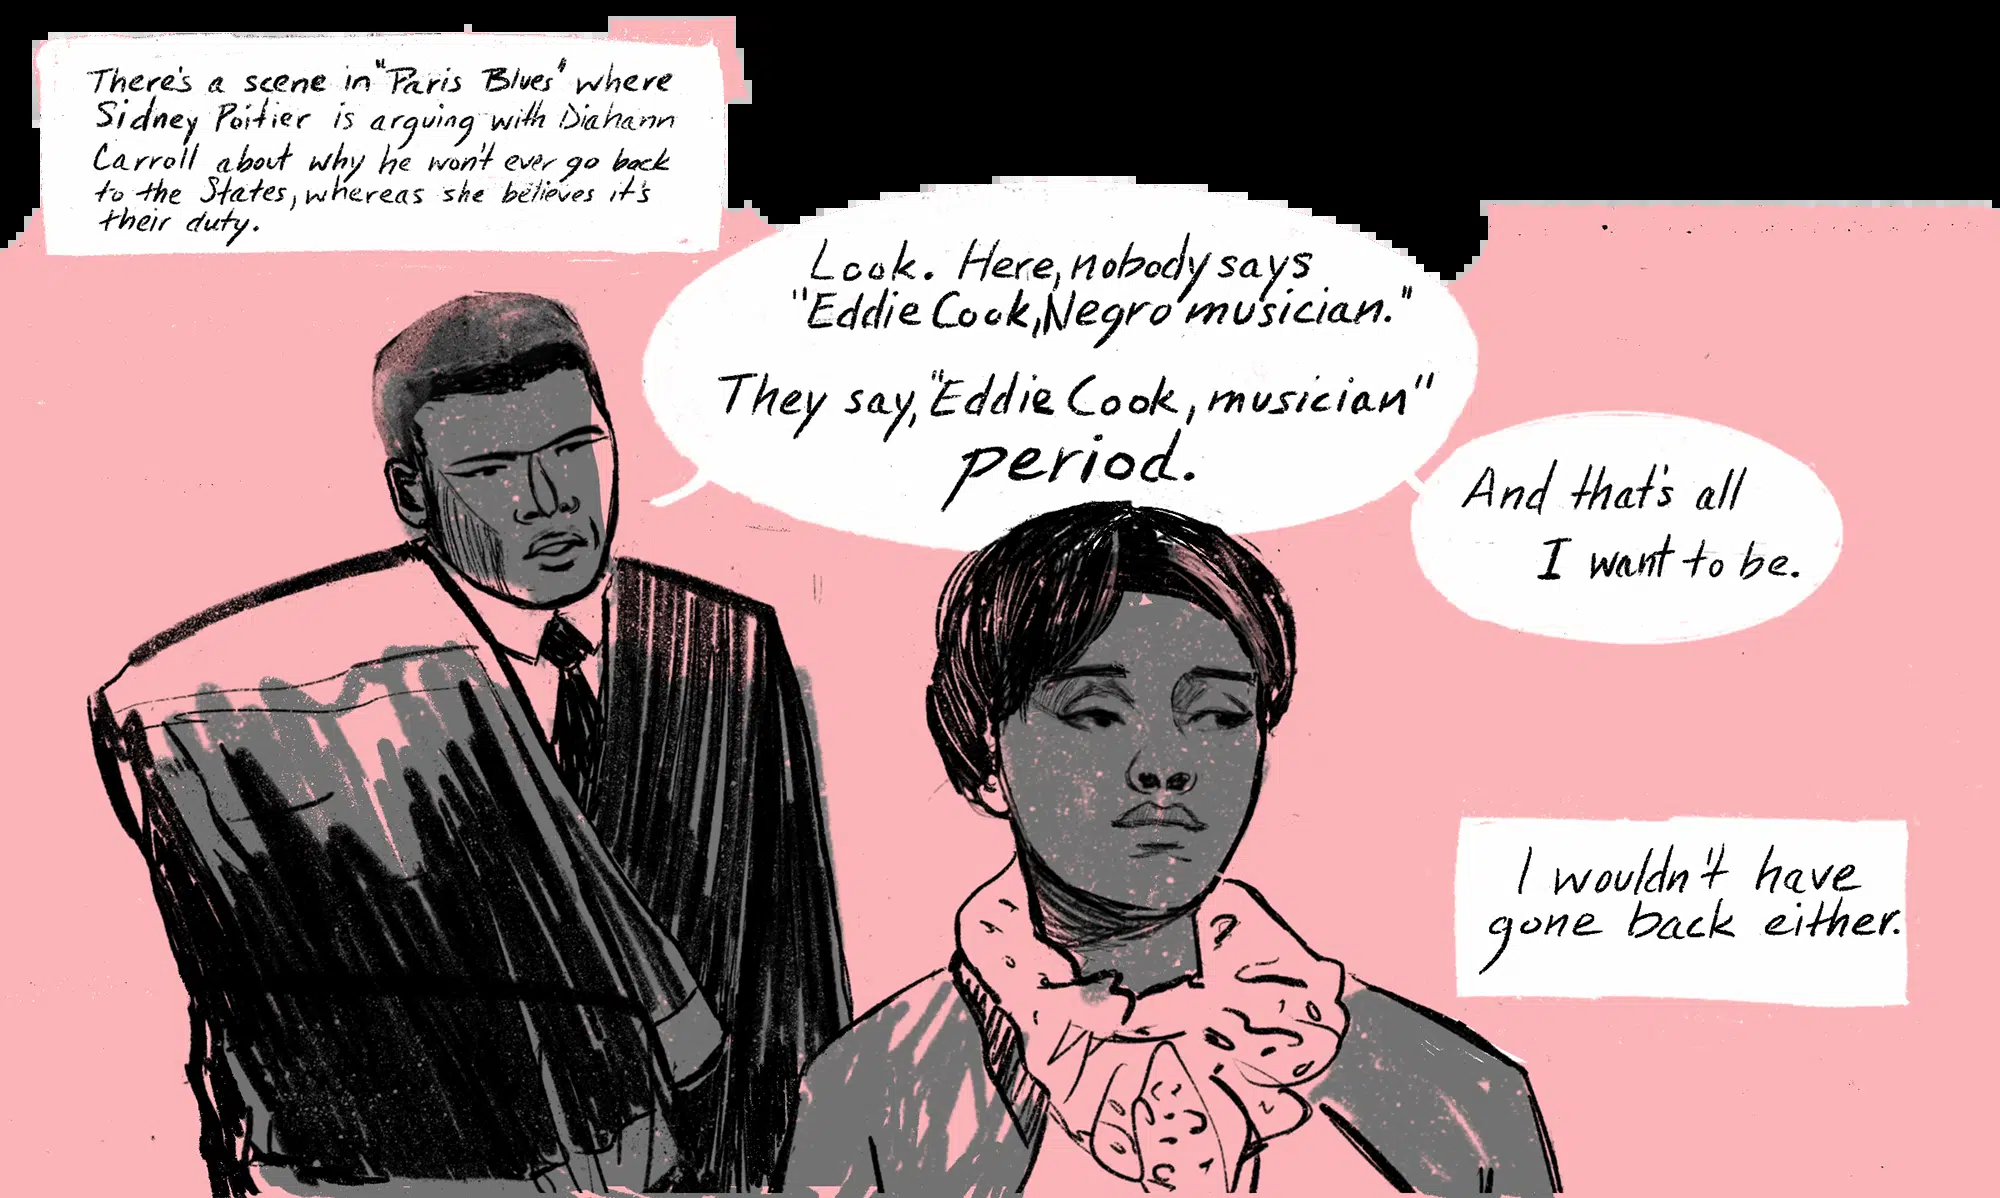 There's a scene in "Paris Blues" where
Sidney Poitier is arguing with Diahann
Carroll about why he won't ever go back
to the States, whereas she believes it's
their duty.
Look. Here, nobody says
"Eddie Cook, Negro musician."
They say, "Eddie Cook, musician"
period.
And that's all
I want to be.
I wouldn't have
gone back either.